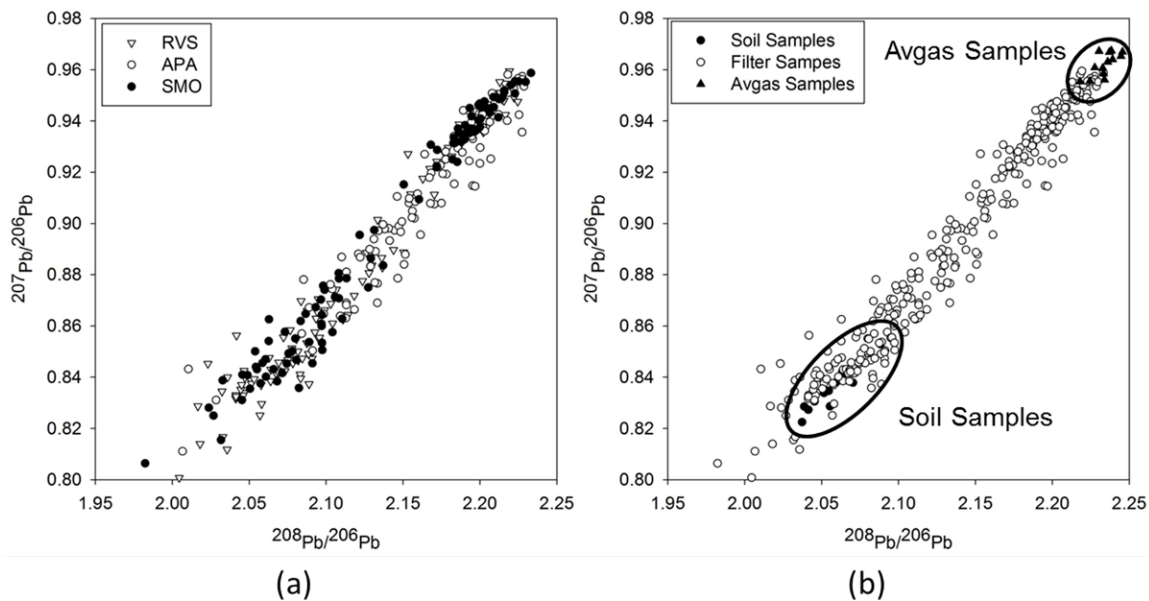 0.98
0.96
0.94
0.92
0.90
0.88
0.86
0.84
0.82
0.80
207Pb/206Pb
RVS
APA
SMO
1.95 2.00 2.05 2.10 2.15 2.20 2.25
208Pb/206Pb
(a)
0.98
0.96
0.94
0.92
0.90
0.88
0.86
0.84
0.82
0.80
207Pb/206Pb
Soil Samples
Filter Sampes
Avgas Samples
Avgas Samples
Soil Samples
1.95 2.00 2.05 2.10 2.15 2.20 2.25
208Pb/206Pb
(b)